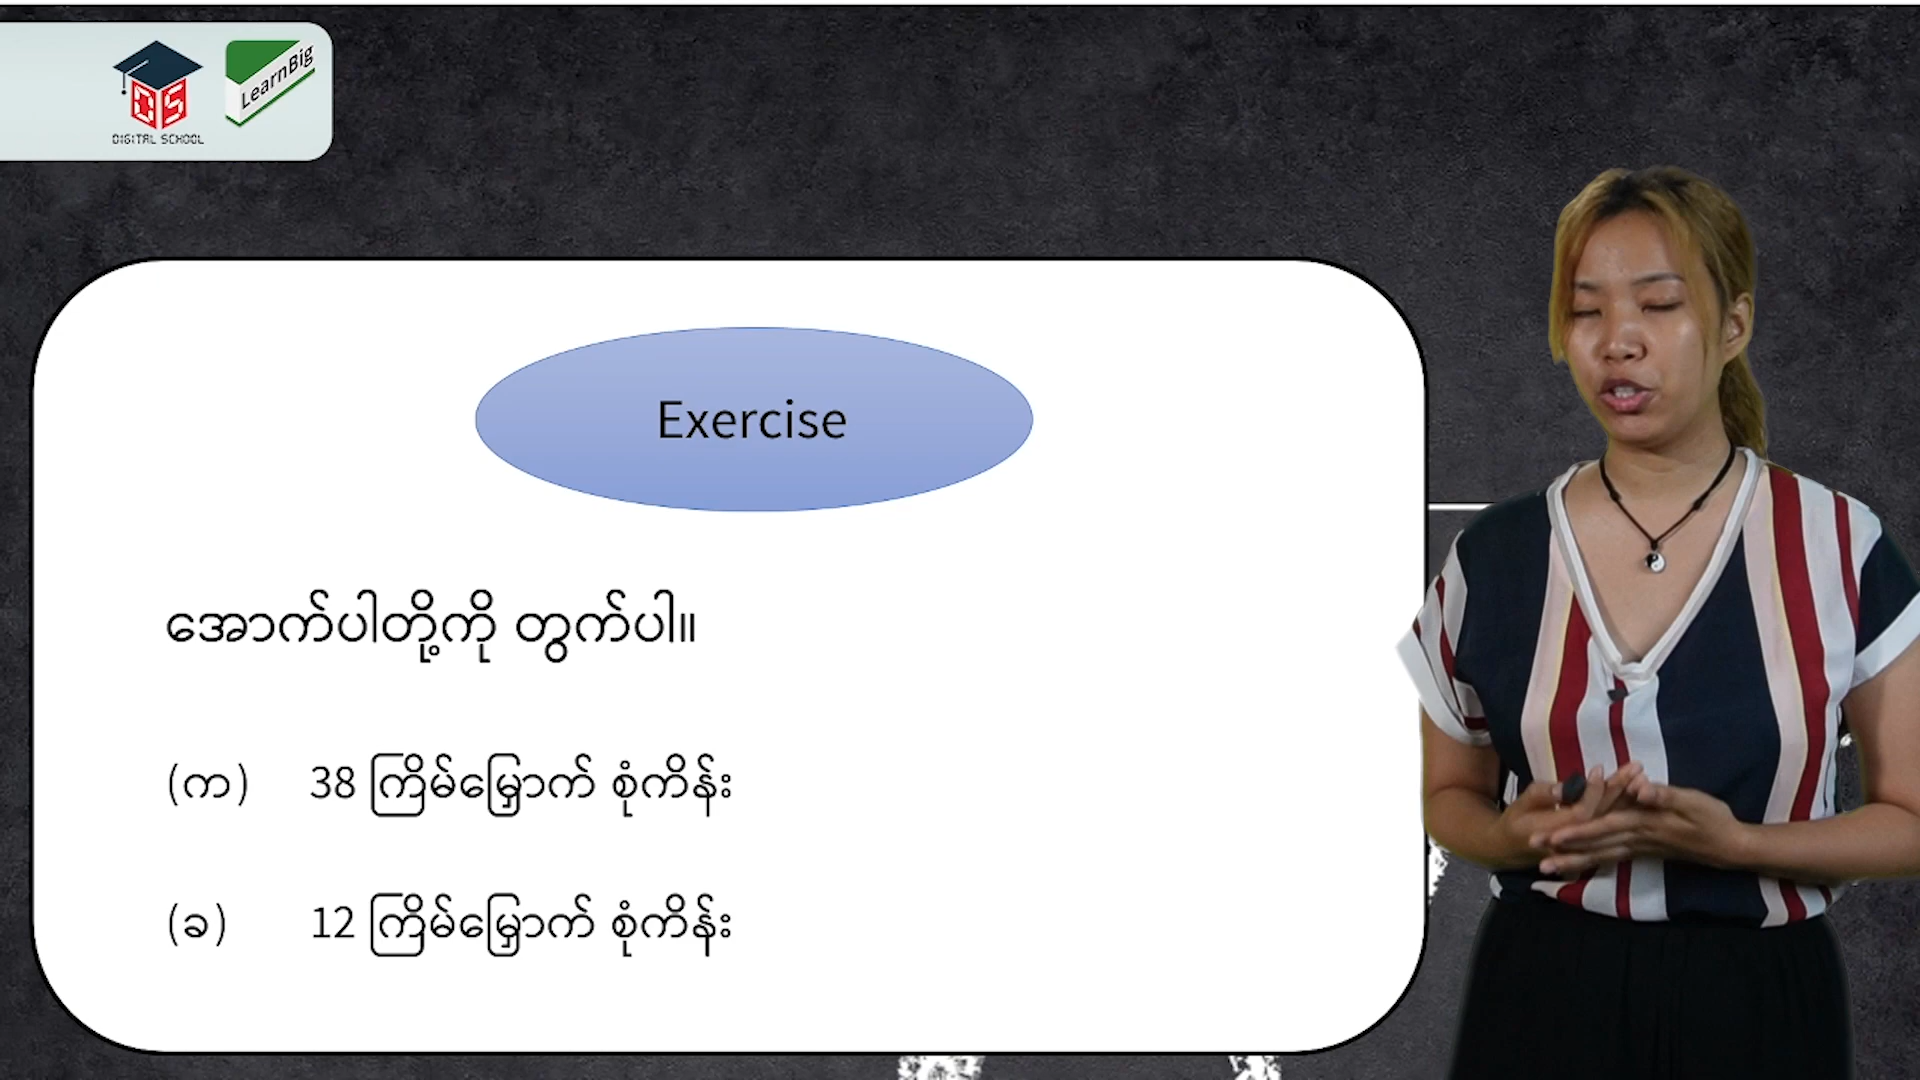 DS
DIGITAL SCHOOL
LearnBig
Exercise
အောက်ပါတို့ကို တွက်ပါ။
(က) 38 ကြိမ်မြှောက် စုံကိန်း
(ခ) 12 ကြိမ်မြှောက် စုံကိန်း